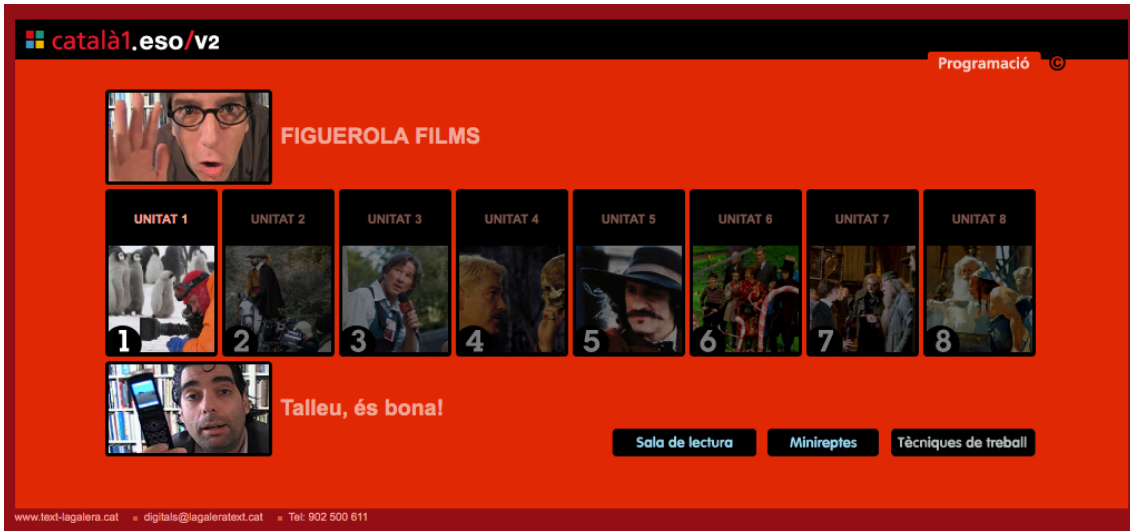 català1.eso/v2
Programació ©
FIGUEROLA FILMS
UNITAT 1 UNITAT 2 UNITAT 3 UNITAT 4 UNITAT 5 UNITAT 6 UNITAT 7 UNITAT 8
1 2 3 4 5 6 7 8
Talleu, és bona!
Sala de lectura Minireptes Tècniques de treball
www.text-lagalera.cat digitals@lagaleratext.cat Tel: 902 500 611